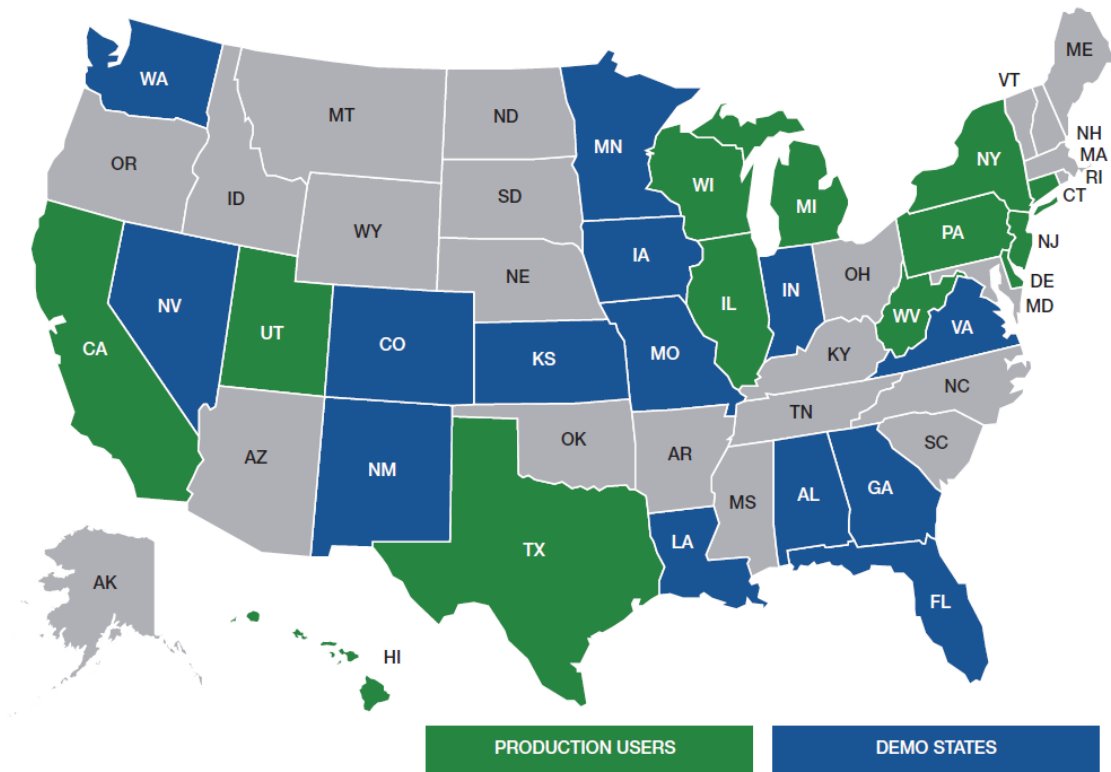 ME
VT
WA
MT
ND
NH
MN
MA
OR
NY
RI
WI
ID
SD
MI
CT
WY
PA
NJ
IA
NE
OH
DE
IN
NV
IL
MD
UT
WV
VA
CA
CO
KS
MO
KY
NC
TN
OK
AZ
NM
AR
SC
MS
AL
GA
TX
LA
AK
FL
HI
PRODUCTION USERS
DEMO STATES